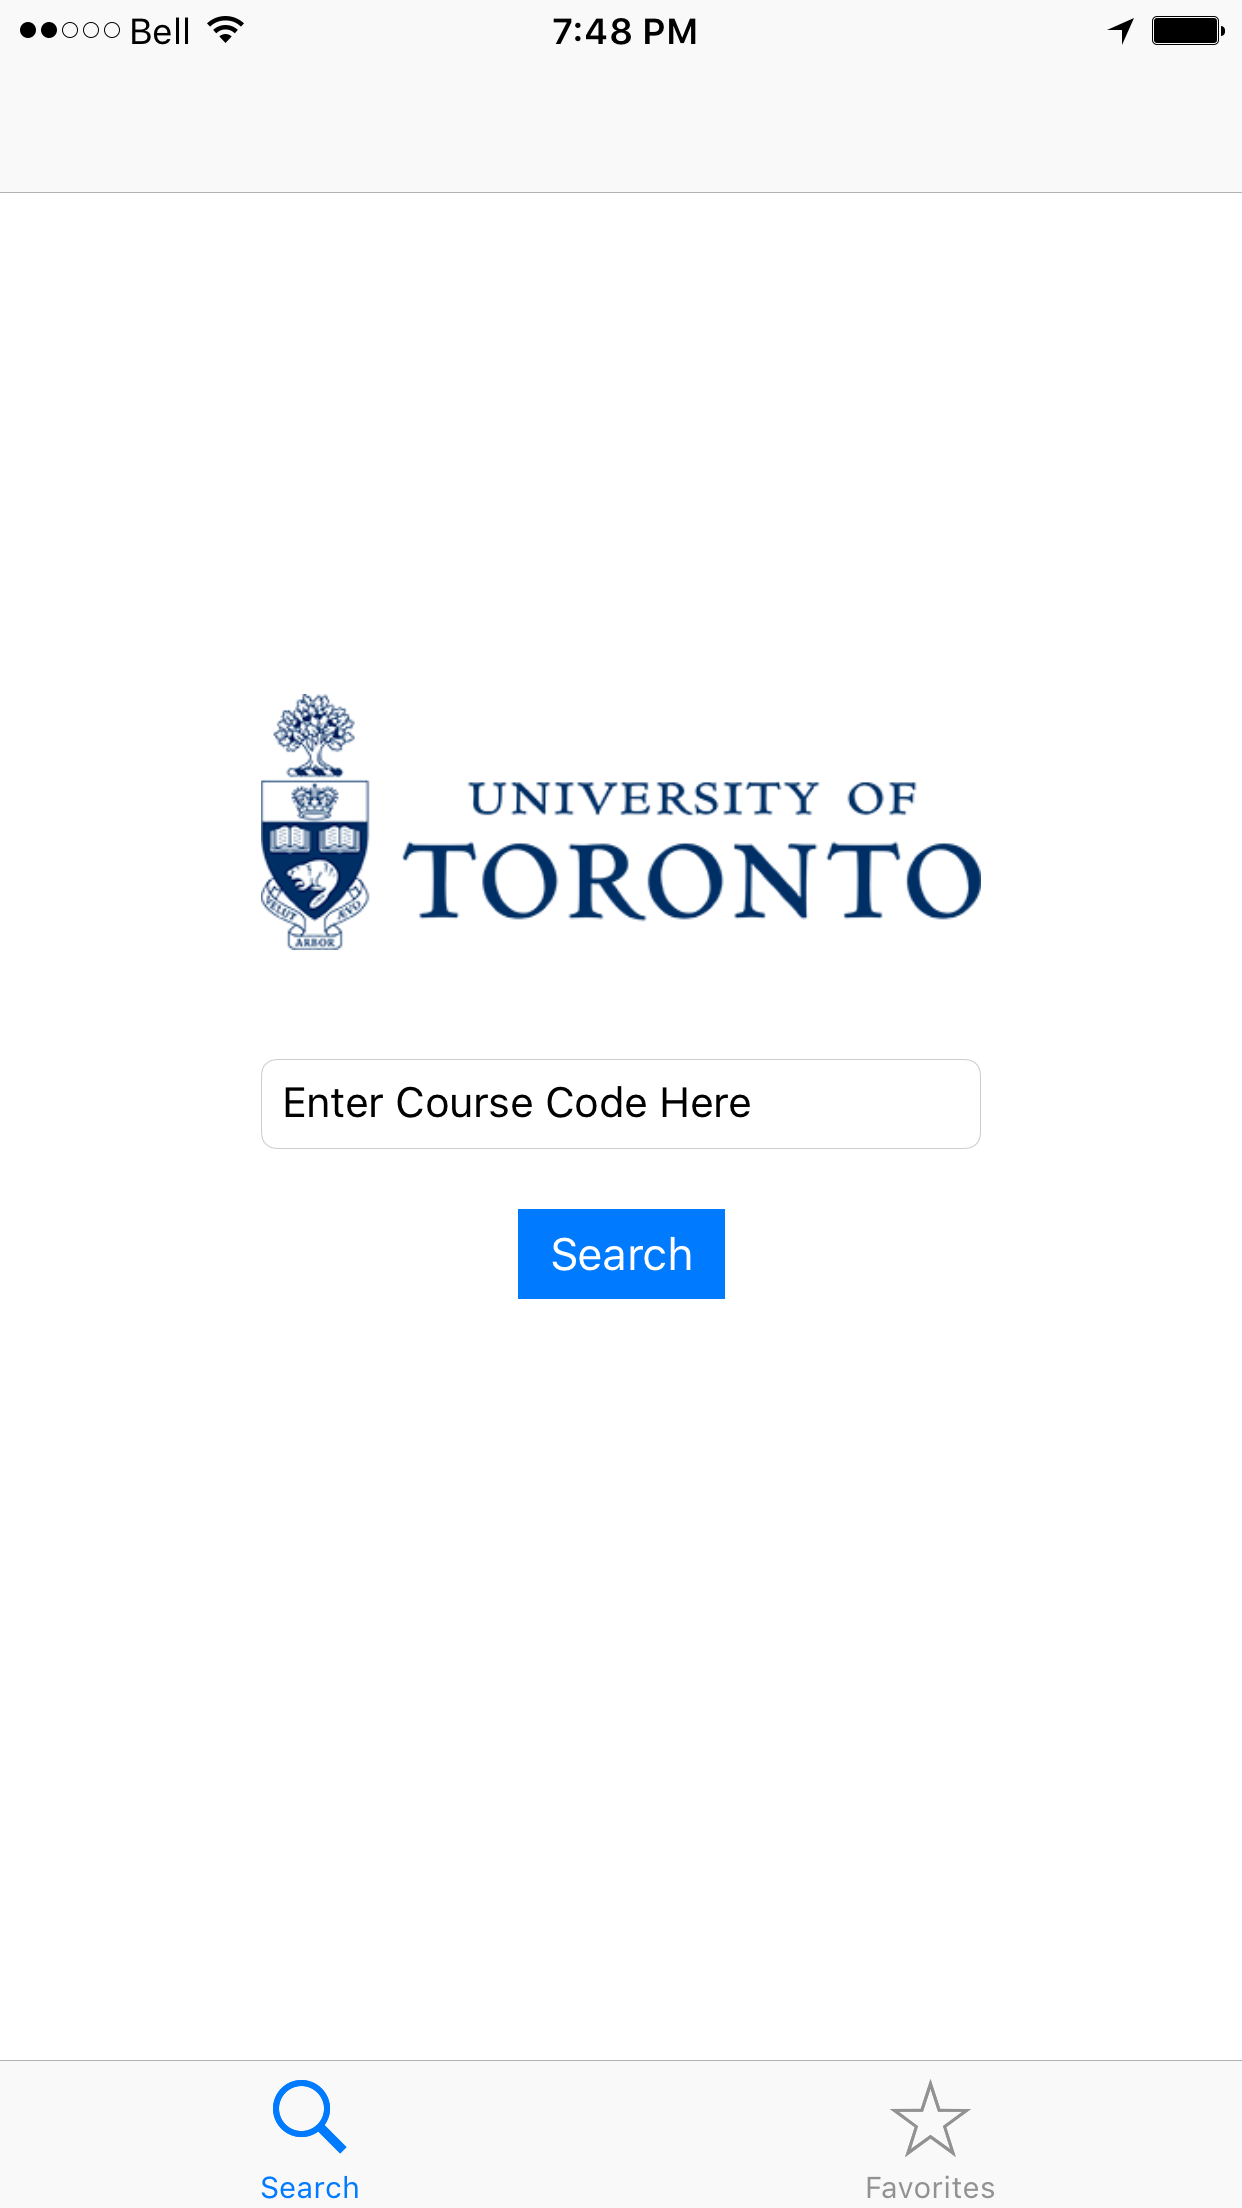 Bell 7:48 PM
UNIVERSITY OF
TORONTO
VELUT ARBOR ÆVO
Enter Course Code Here
Search
Search Favorites